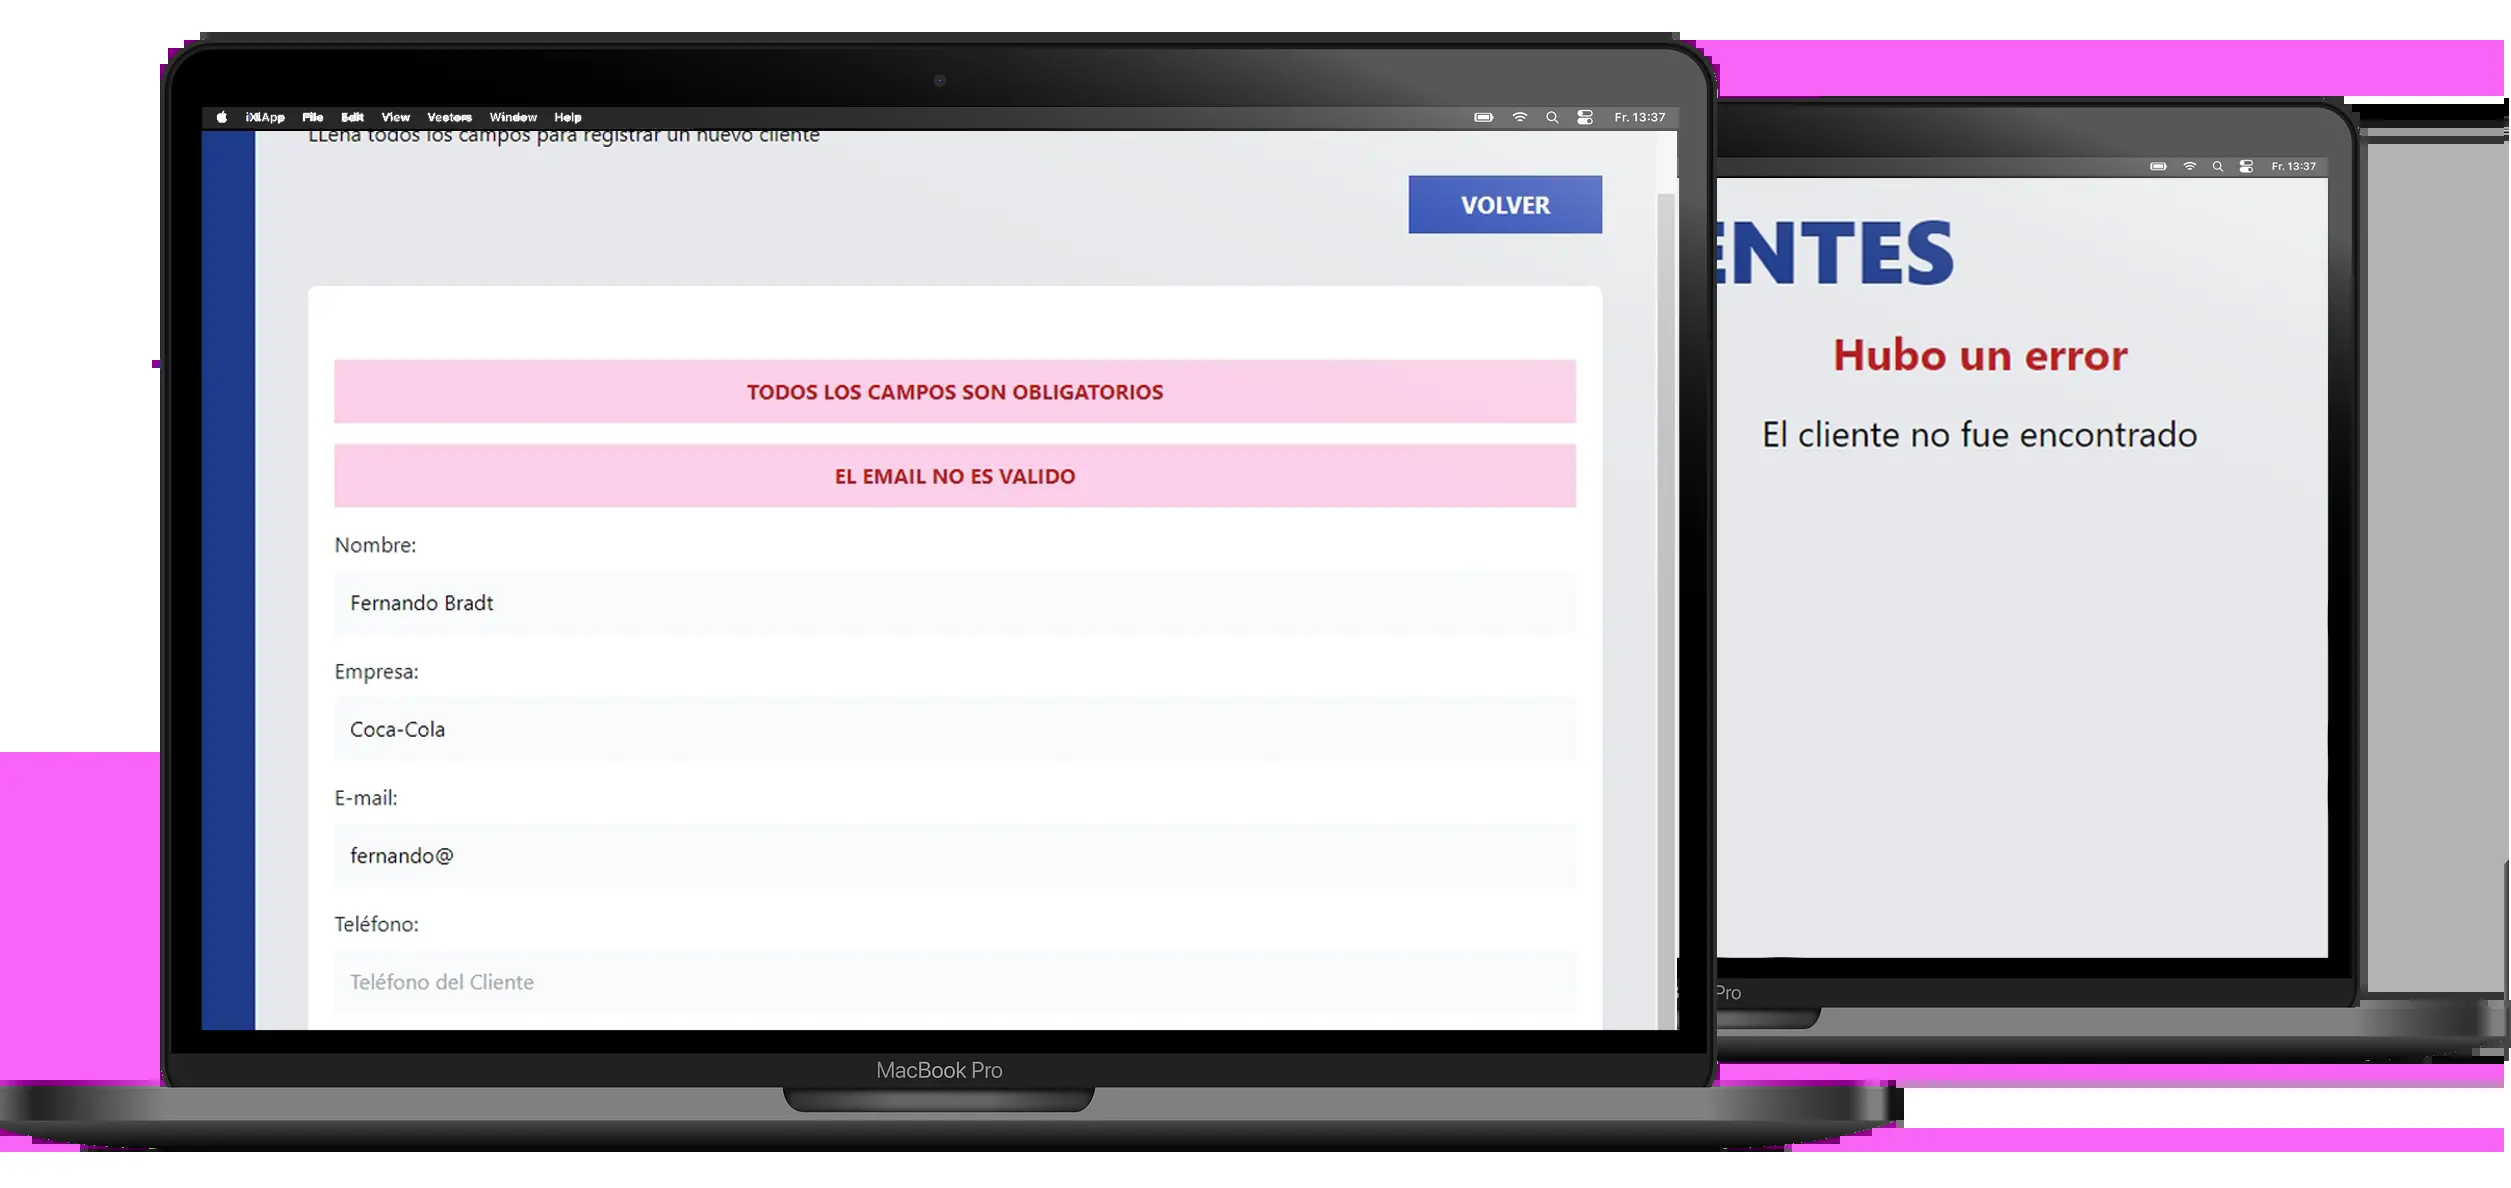 File Edit View Window Help
Fr. 13:37
LLena todos los campos para registrar un nuevo cliente
VOLVER
TODOS LOS CAMPOS SON OBLIGATORIOS
EL EMAIL NO ES VALIDO
Nombre:
Fernando Bradt
Empresa:
Coca-Cola
E-mail:
fernando@
Teléfono:
Teléfono del Cliente
MacBook Pro
Fr. 13:37
ENTES
Hubo un error
El cliente no fue encontrado
Pro